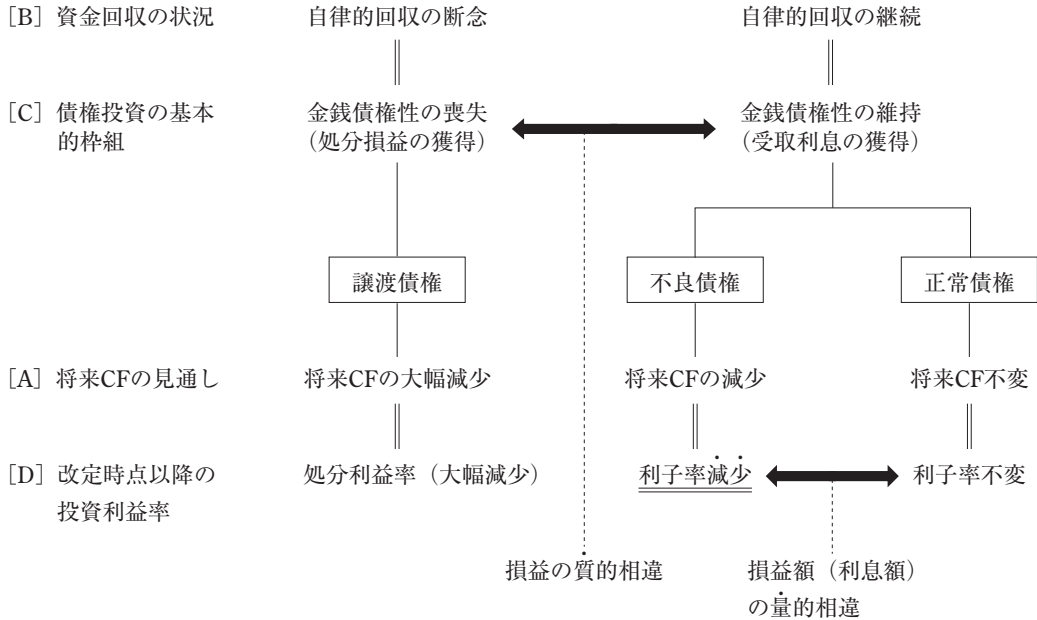 ［B］資金回収の状況 自律的回収の断念 自律的回収の継続
［C］債権投資の基本 金銭債権性の喪失 金銭債権性の維持
的枠組 （処分損益の獲得） （受取利息の獲得）
譲渡債権 不良債権 正常債権
［A］将来CFの見通し 将来CFの大幅減少 将来CFの減少 将来CF不変
［D］改定時点以降の 処分利益率（大幅減少） 利子率減少 利子率不変
投資利益率
損益の質的相違 損益額（利息額）
の量的相違